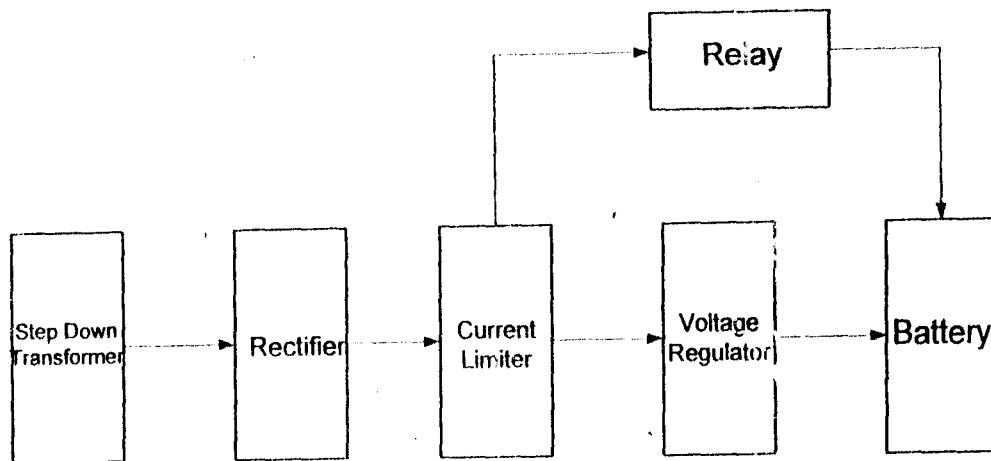 Relay
Step Down
Transformer
Rectifier
Current
Limiter
Voltage
Regulator
Battery